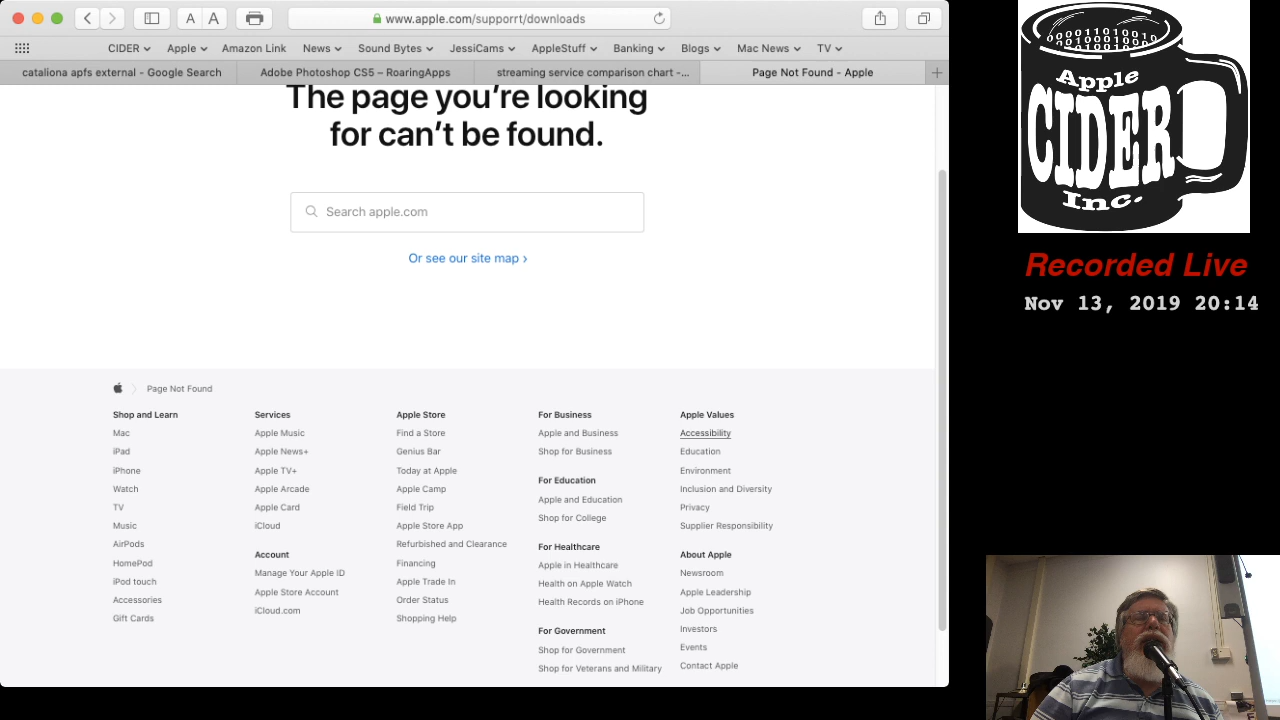 www.apple.com/supporrt/downloads
A A
CIDER Apple Amazon Link News Sound Bytes JessiCams AppleStuff Banking Blogs Mac News TV
cataliona apfs external - Google Search
Adobe Photoshop CS5 – RoaringApps
streaming service comparison chart -...
Page Not Found - Apple
The page you're looking
for can't be found.
Search apple.com
Or see our site map ›
Page Not Found
Shop and Learn
Mac
iPad
iPhone
Watch
TV
Music
AirPods
HomePod
iPod touch
Accessories
Gift Cards
Services
Apple Music
Apple News+
Apple TV+
Apple Arcade
Apple Card
iCloud
Account
Manage Your Apple ID
Apple Store Account
iCloud.com
Apple Store
Find a Store
Genius Bar
Today at Apple
Apple Camp
Field Trip
Apple Store App
Refurbished and Clearance
Financing
Apple Trade In
Order Status
Shopping Help
For Business
Apple and Business
Shop for Business
For Education
Apple and Education
Shop for College
For Healthcare
Apple in Healthcare
Health on Apple Watch
Health Records on iPhone
For Government
Shop for Government
Shop for Veterans and Military
Apple Values
Accessibility
Education
Environment
Inclusion and Diversity
Privacy
Supplier Responsibility
About Apple
Newsroom
Apple Leadership
Job Opportunities
Investors
Events
Contact Apple
Apple
CIDER
Inc.
Recorded Live
Nov 13, 2019 20:14